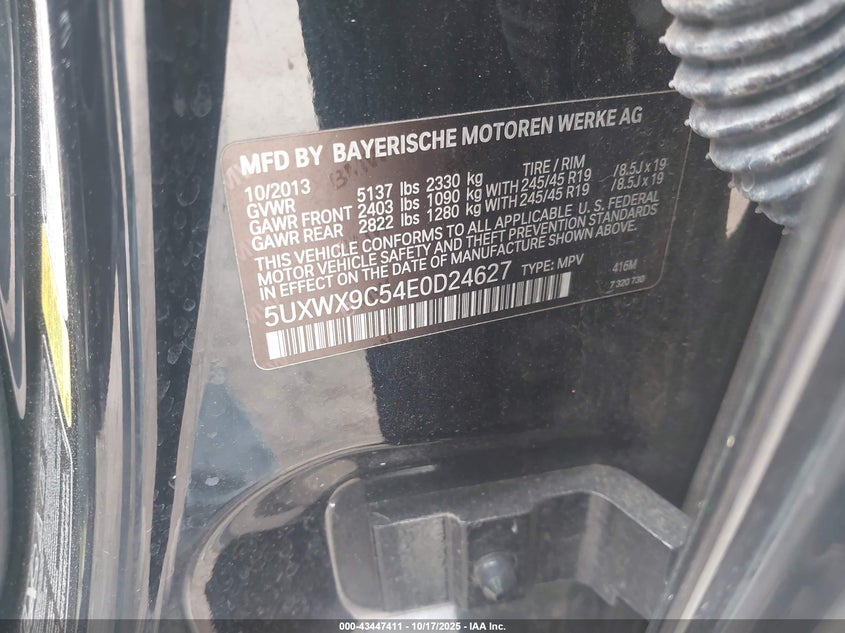 MFD BY BAYERISCHE MOTOREN WERKE AG
10/2013 TIRE / RIM
GVWR 5137 lbs 2330 kg
GAWR FRONT 2403 lbs 1090 kg WITH 245/45 R19 /8.5J x 19
GAWR REAR 2822 lbs 1280 kg WITH 245/45 R19 /8.5J x 19
THIS VEHICLE CONFORMS TO ALL APPLICABLE U. S. FEDERAL
MOTOR VEHICLE SAFETY AND THEFT PREVENTION STANDARDS
IN EFFECT ON THE DATE OF MANUFACTURE SHOWN ABOVE.
5UXWX9C54E0D24627 TYPE: MPV 416M
7 320 730
000-43447411 - 10/17/2025 - IAA Inc.